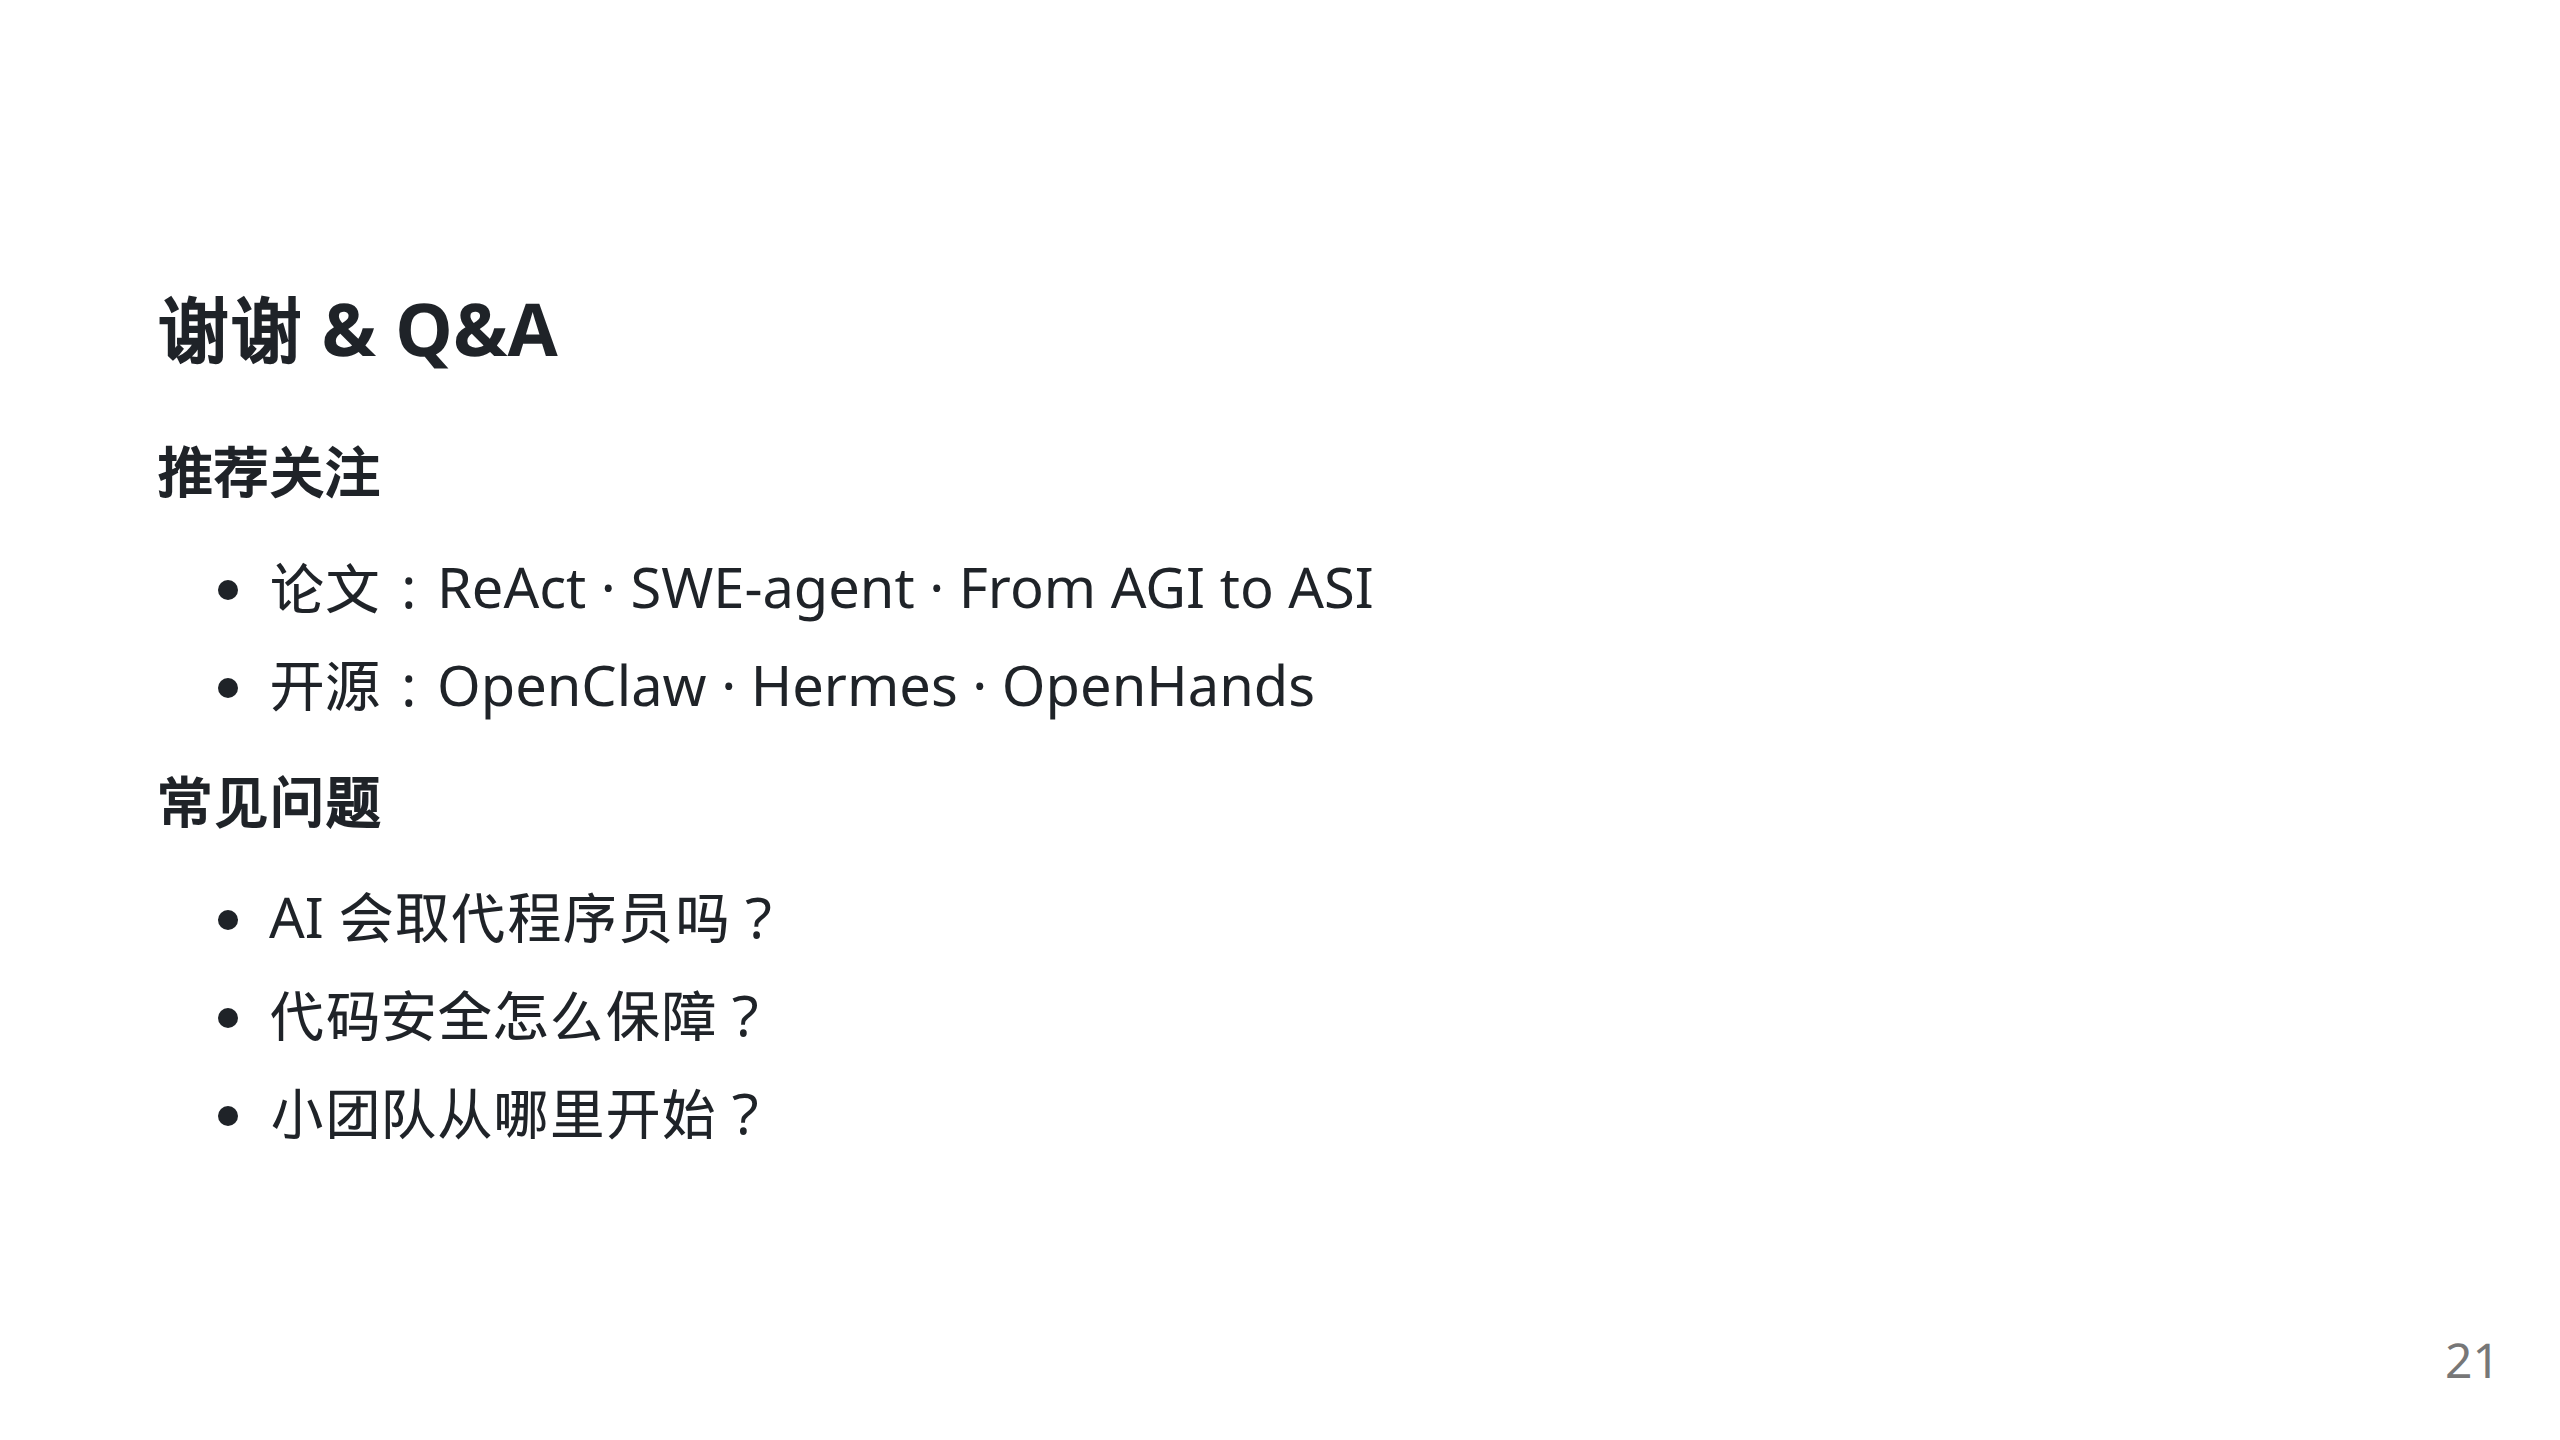 谢谢 & Q&A
推荐关注
论文：ReAct · SWE-agent · From AGI to ASI
开源：OpenClaw · Hermes · OpenHands
常见问题
AI 会取代程序员吗？
代码安全怎么保障？
小团队从哪里开始？
21